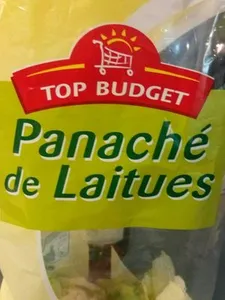 TOP BUDGET
Panaché
de Laitues